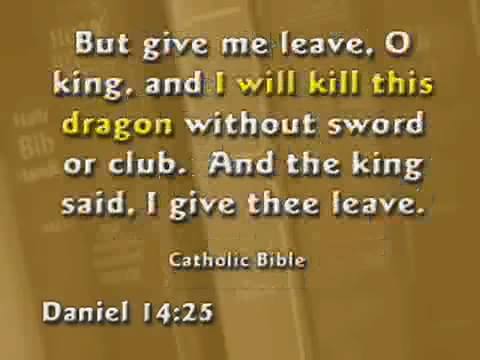 But give me leave, O
king, and I will kill this
dragon without sword
or club. And the king
said, I give thee leave.
Catholic Bible
Daniel 14:25
Bib